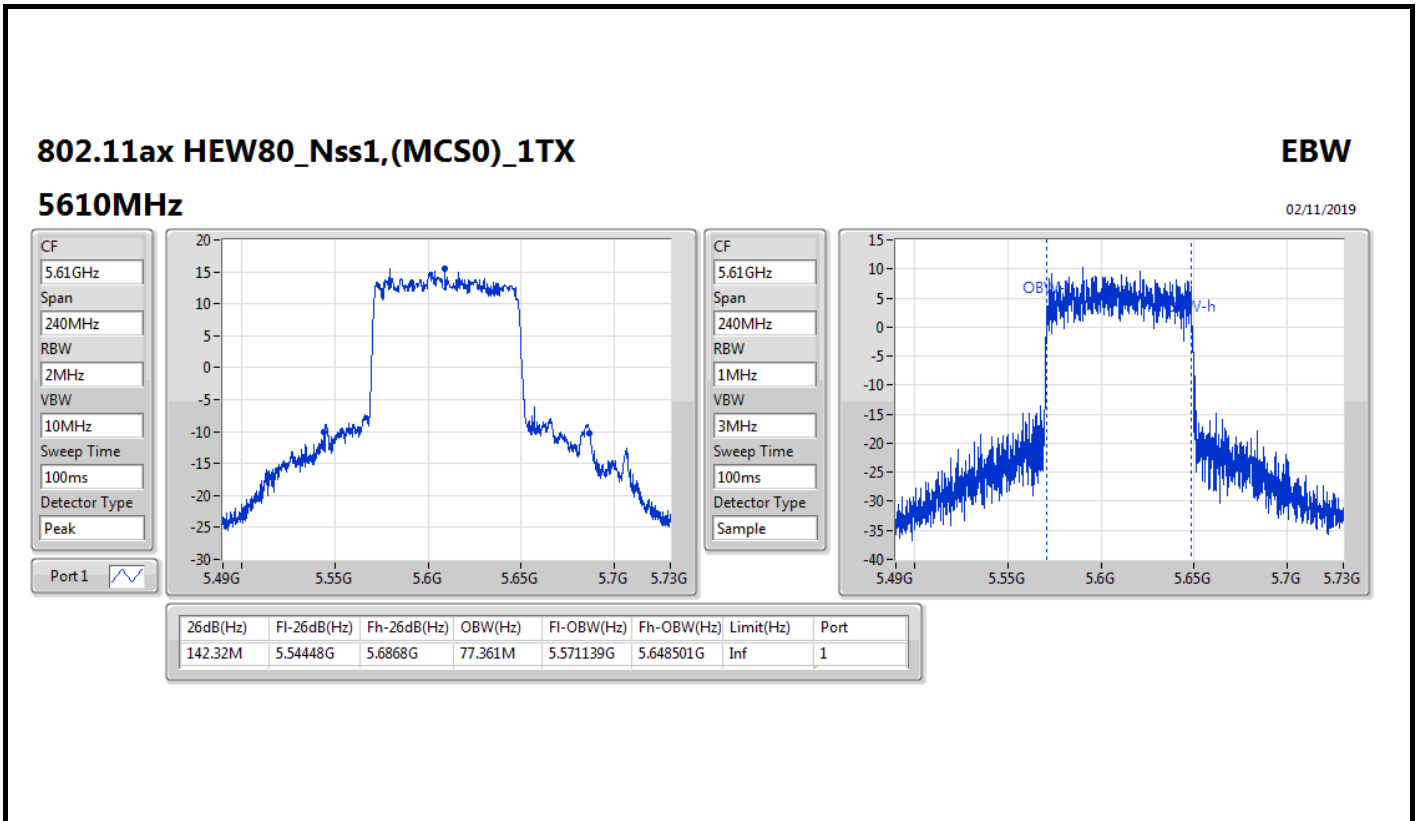 802.11ax HEW80_Nss1,(MCS0)_1TX
EBW
5610MHz
02/11/2019
CF
5.61GHz
Span
240MHz
RBW
2MHz
VBW
10MHz
Sweep Time
100ms
Detector Type
Peak
Port 1
20
15
10
5
0
-5
-10
-15
-20
-25
-30
5.49G 5.55G 5.6G 5.65G 5.7G 5.73G
CF
5.61GHz
Span
240MHz
RBW
1MHz
VBW
3MHz
Sweep Time
100ms
Detector Type
Sample
15
10
5
0
-5
-10
-15
-20
-25
-30
-35
-40
5.49G 5.55G 5.6G 5.65G 5.7G 5.73G
26dB(Hz) Fl-26dB(Hz) Fh-26dB(Hz) OBW(Hz) Fl-OBW(Hz) Fh-OBW(Hz) Limit(Hz) Port
142.32M 5.54448G 5.6868G 77.361M 5.571139G 5.648501G Inf 1